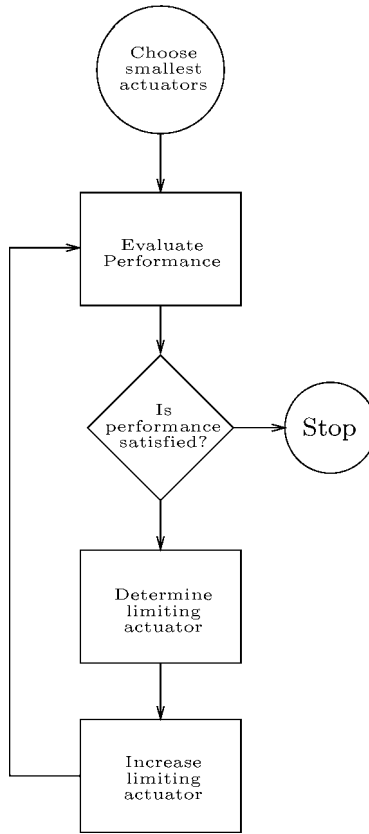 Choose
smallest
actuators
Evaluate
Performance
Is
performance
satisfied?
Stop
Determine
limiting
actuator
Increase
limiting
actuator